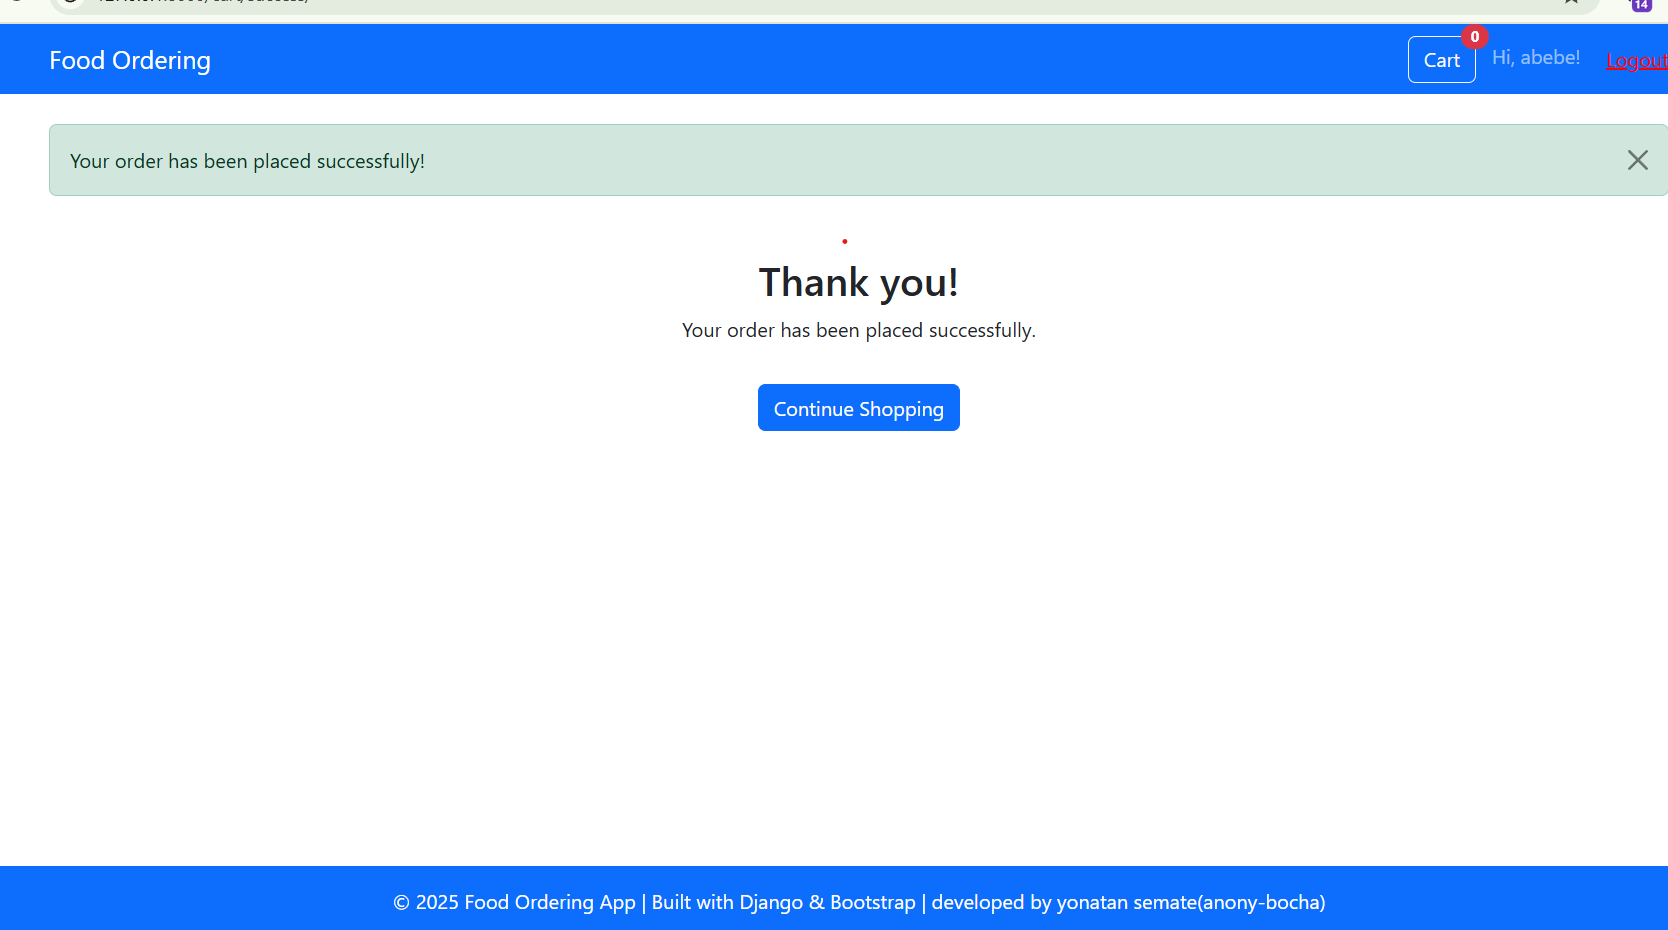 14
Food Ordering
Cart
0
Hi, abebe!
Logout
Your order has been placed successfully!
Thank you!
Your order has been placed successfully.
Continue Shopping
© 2025 Food Ordering App | Built with Django & Bootstrap | developed by yonatan semate(anony-bocha)